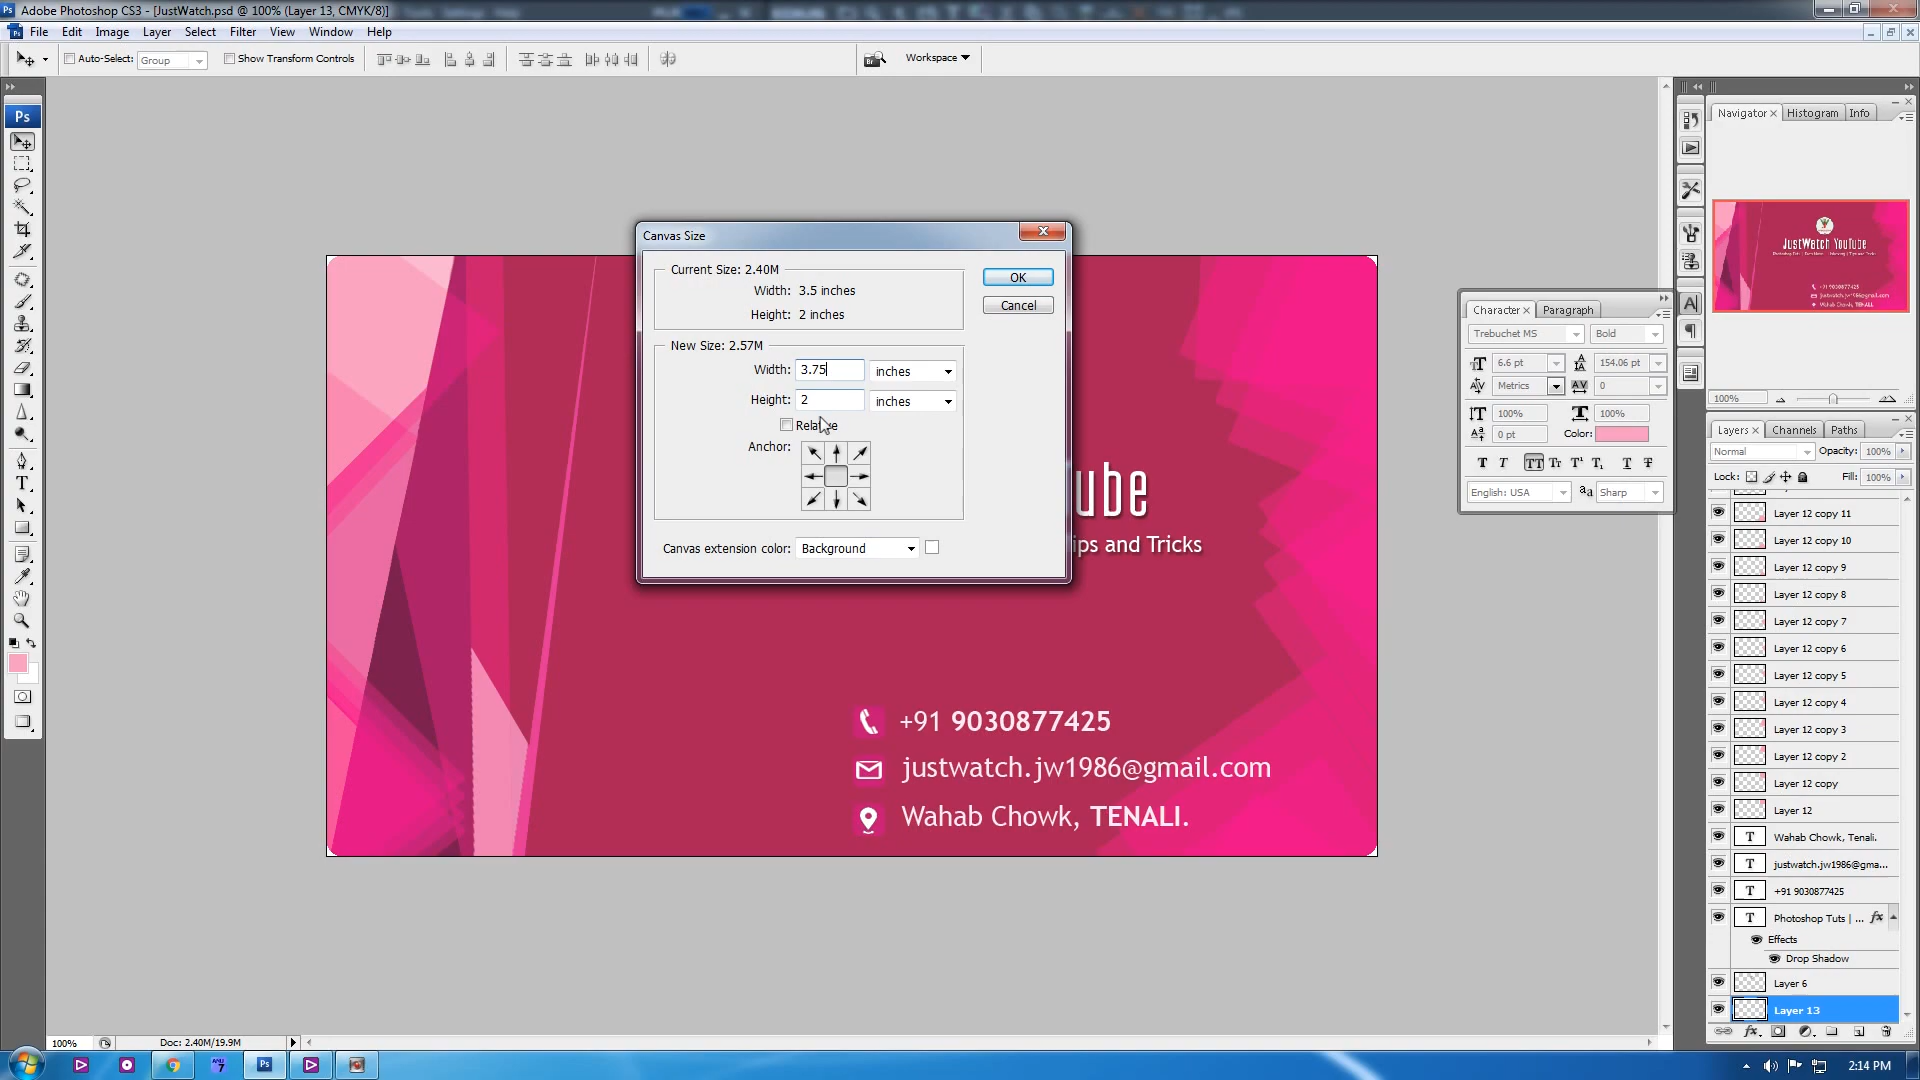 Adobe Photoshop CS3 - [JustWatch.psd @ 100% (Layer 13, CMYK/8)]
File Edit Image Layer Select Filter View Window Help
Auto-Select: Group Show Transform Controls Workspace
Ps
Navigator Histogram Info
JustWatch YouTube
100%
Canvas Size
Current Size: 2.40M
Width: 3.5 inches
Height: 2 inches
OK
Cancel
New Size: 2.57M
Width: 3.75 inches
Height: 2 inches
Relative
Anchor:
Canvas extension color: Background
Character Paragraph
Trebuchet MS Bold
6.6 pt 154.06 pt
Metrics 0
100% 100%
0 pt Color:
English: USA Sharp
ube
ips and Tricks
+91 9030877425
justwatch.jw1986@gmail.com
Wahab Chowk, TENALI.
Layers Channels Paths
Normal Opacity: 100%
Lock: Fill: 100%
Layer 12 copy 11
Layer 12 copy 10
Layer 12 copy 9
Layer 12 copy 8
Layer 12 copy 7
Layer 12 copy 6
Layer 12 copy 5
Layer 12 copy 4
Layer 12 copy 3
Layer 12 copy 2
Layer 12 copy
Layer 12
T Wahab Chowk, Tenali.
T justwatch.jw1986@gma...
T +91 9030877425
T Photoshop Tuts | ... fx
Effects
Drop Shadow
Layer 6
Layer 13
100% Doc: 2.40M/19.9M
2:14 PM